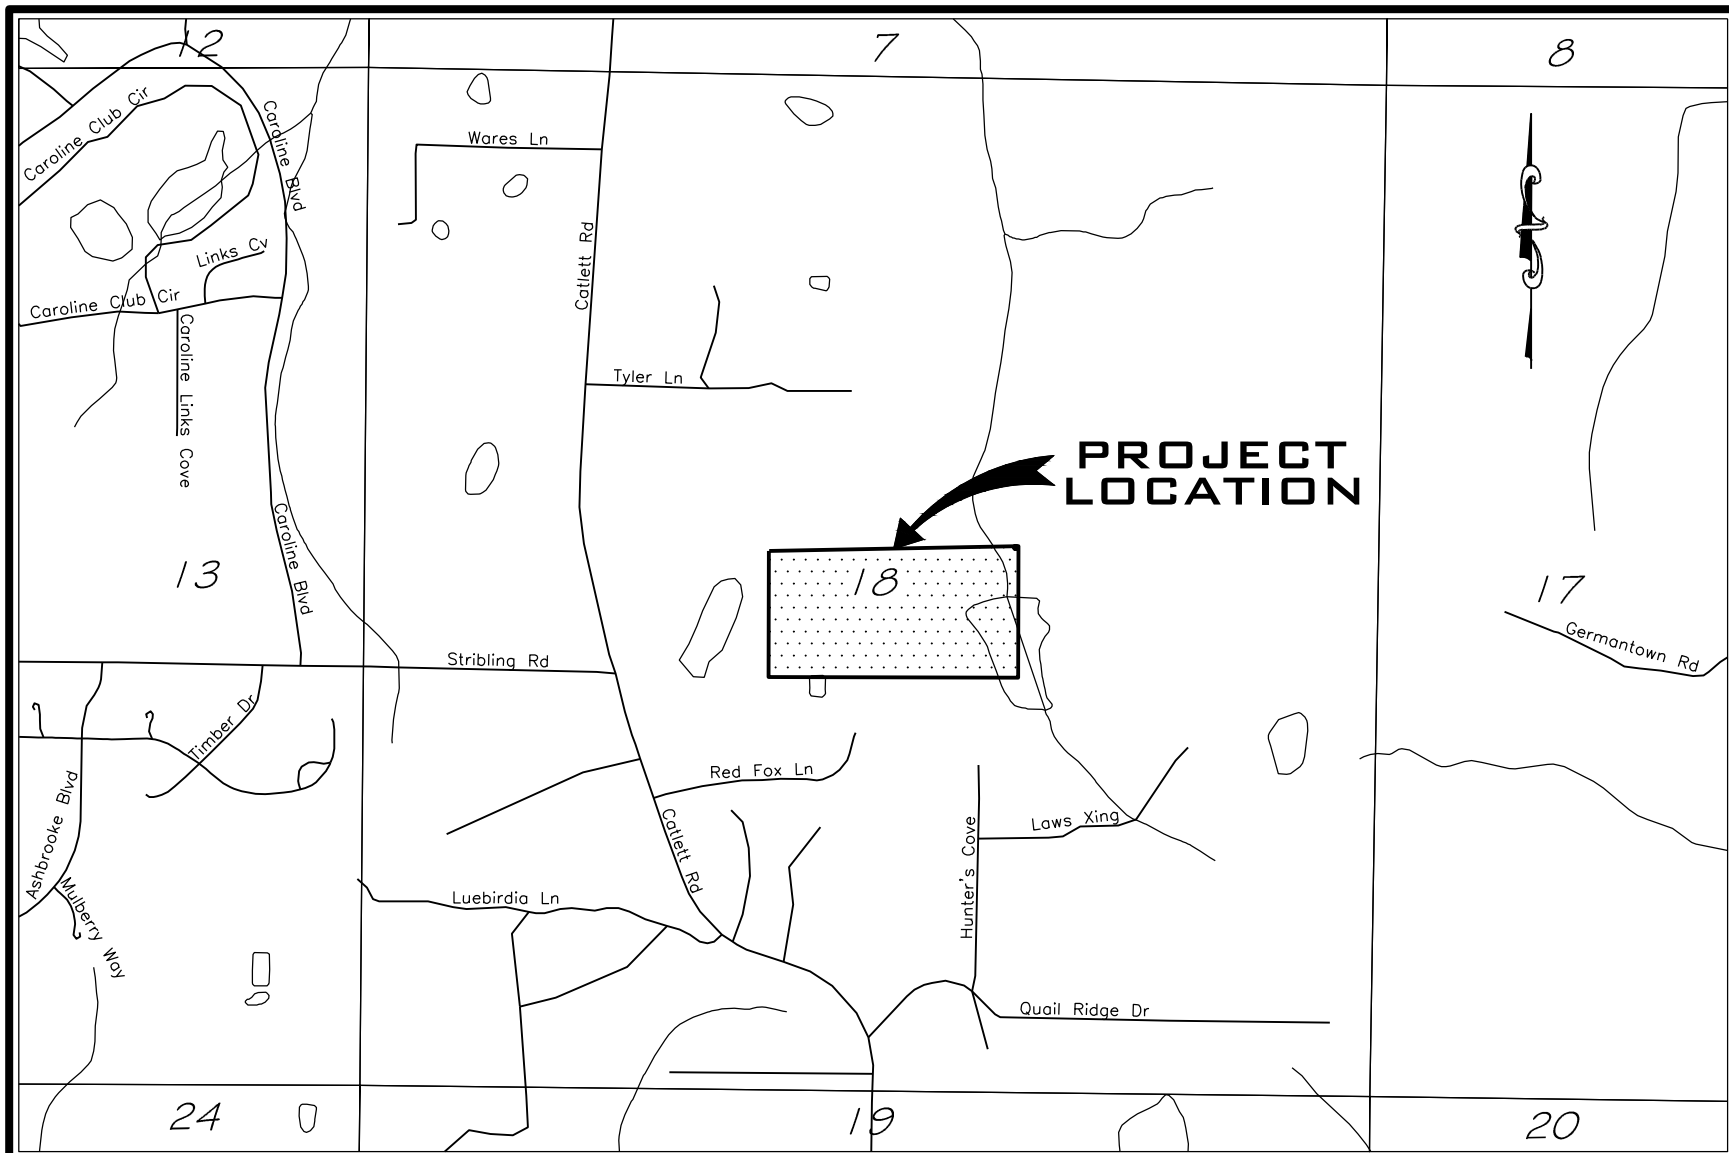 12
7
8
Caroline Club Cir
Caroline Blvd
Wares Ln
Links Cv
Catlett Rd
Caroline Club Cir
Caroline Links Cove
Tyler Ln
PROJECT
LOCATION
Caroline Blvd
13
18
17
Germantown Rd
Stribling Rd
Timber Dr
Red Fox Ln
Ashbrooke Blvd
Catlett Rd
Laws Xing
Hunter's Cove
Mulberry Way
Luebirdia Ln
Quail Ridge Dr
24
19
20